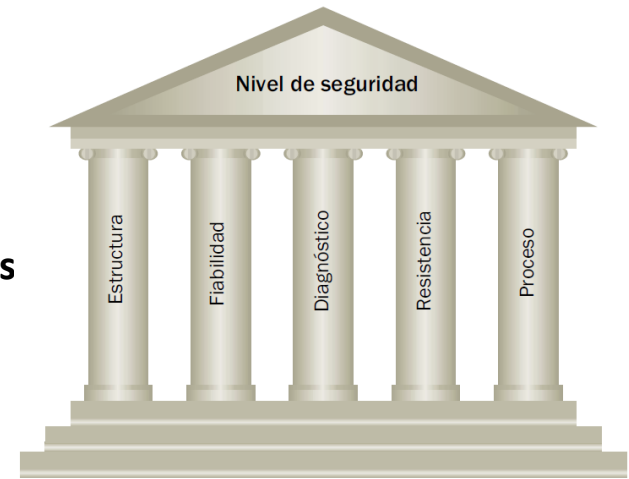 Nivel de seguridad
s
Estructura
Fiabilidad
Diagnóstico
Resistencia
Proceso